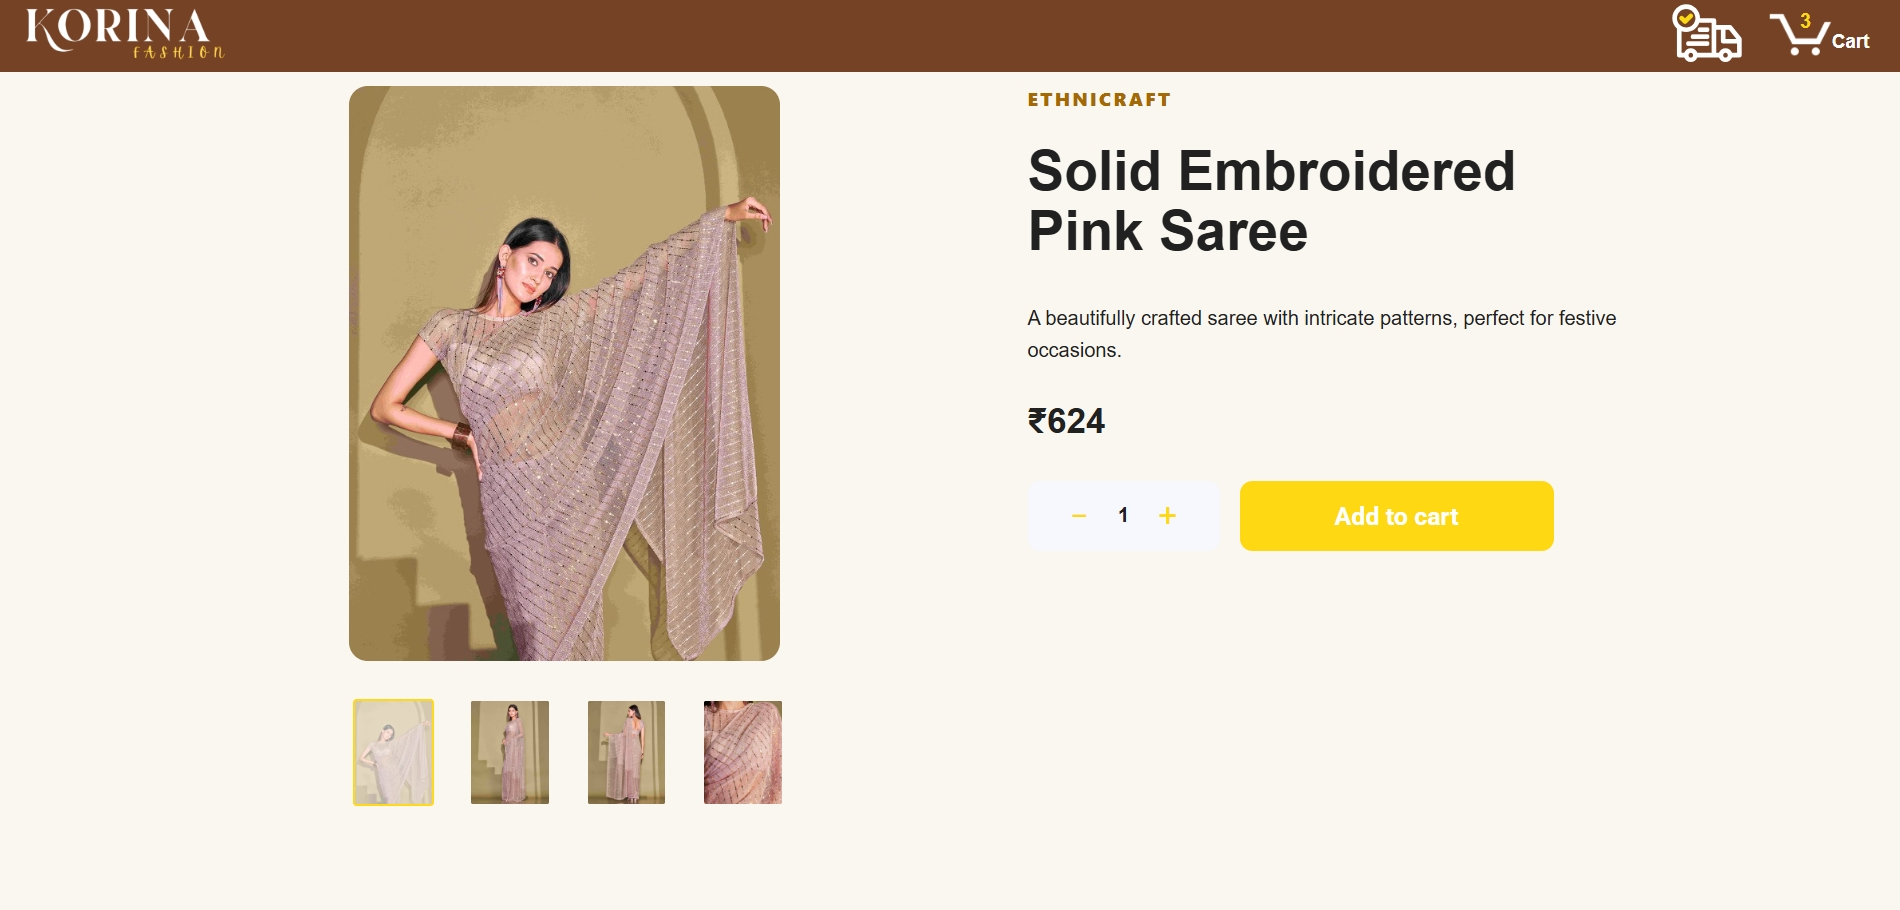 KORINA
FASHION
3
Cart
ETHNICRAFT
Solid Embroidered
Pink Saree
A beautifully crafted saree with intricate patterns, perfect for festive
occasions.
₹624
− 1 +
Add to cart